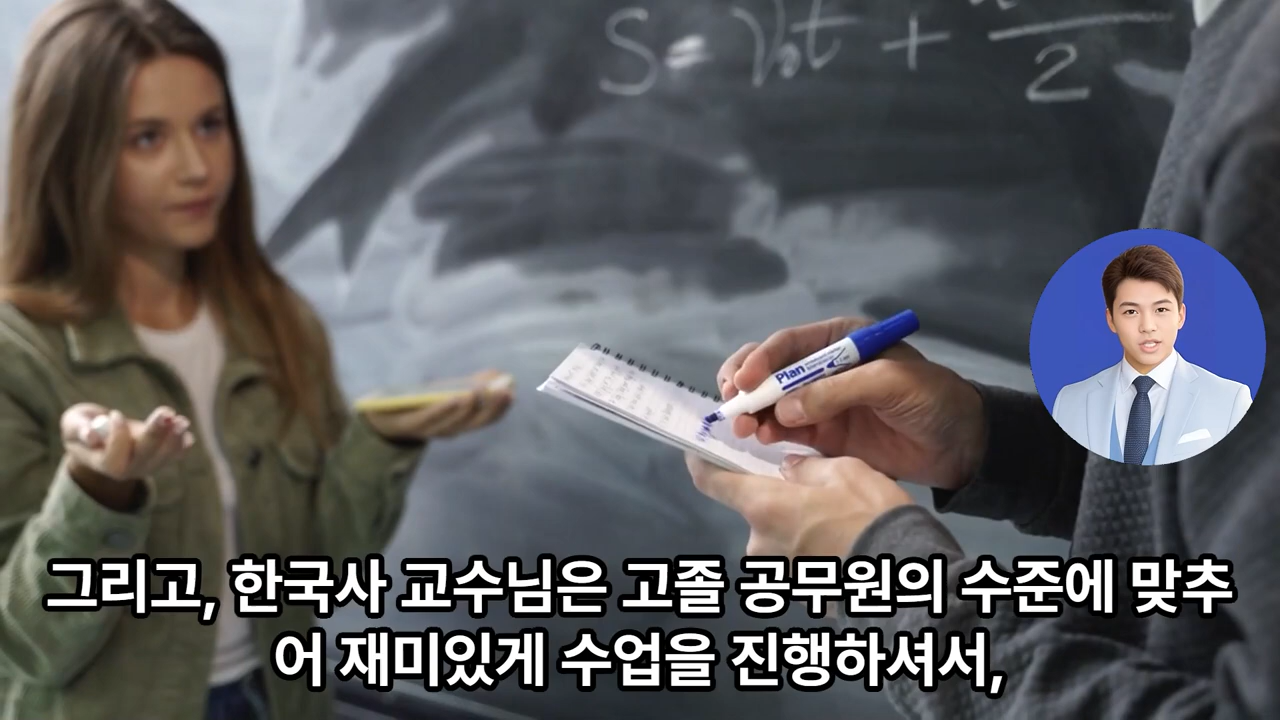 S = V₀t + 2
Plan
그리고, 한국사 교수님은 고졸 공무원의 수준에 맞추
어 재미있게 수업을 진행하셔서,